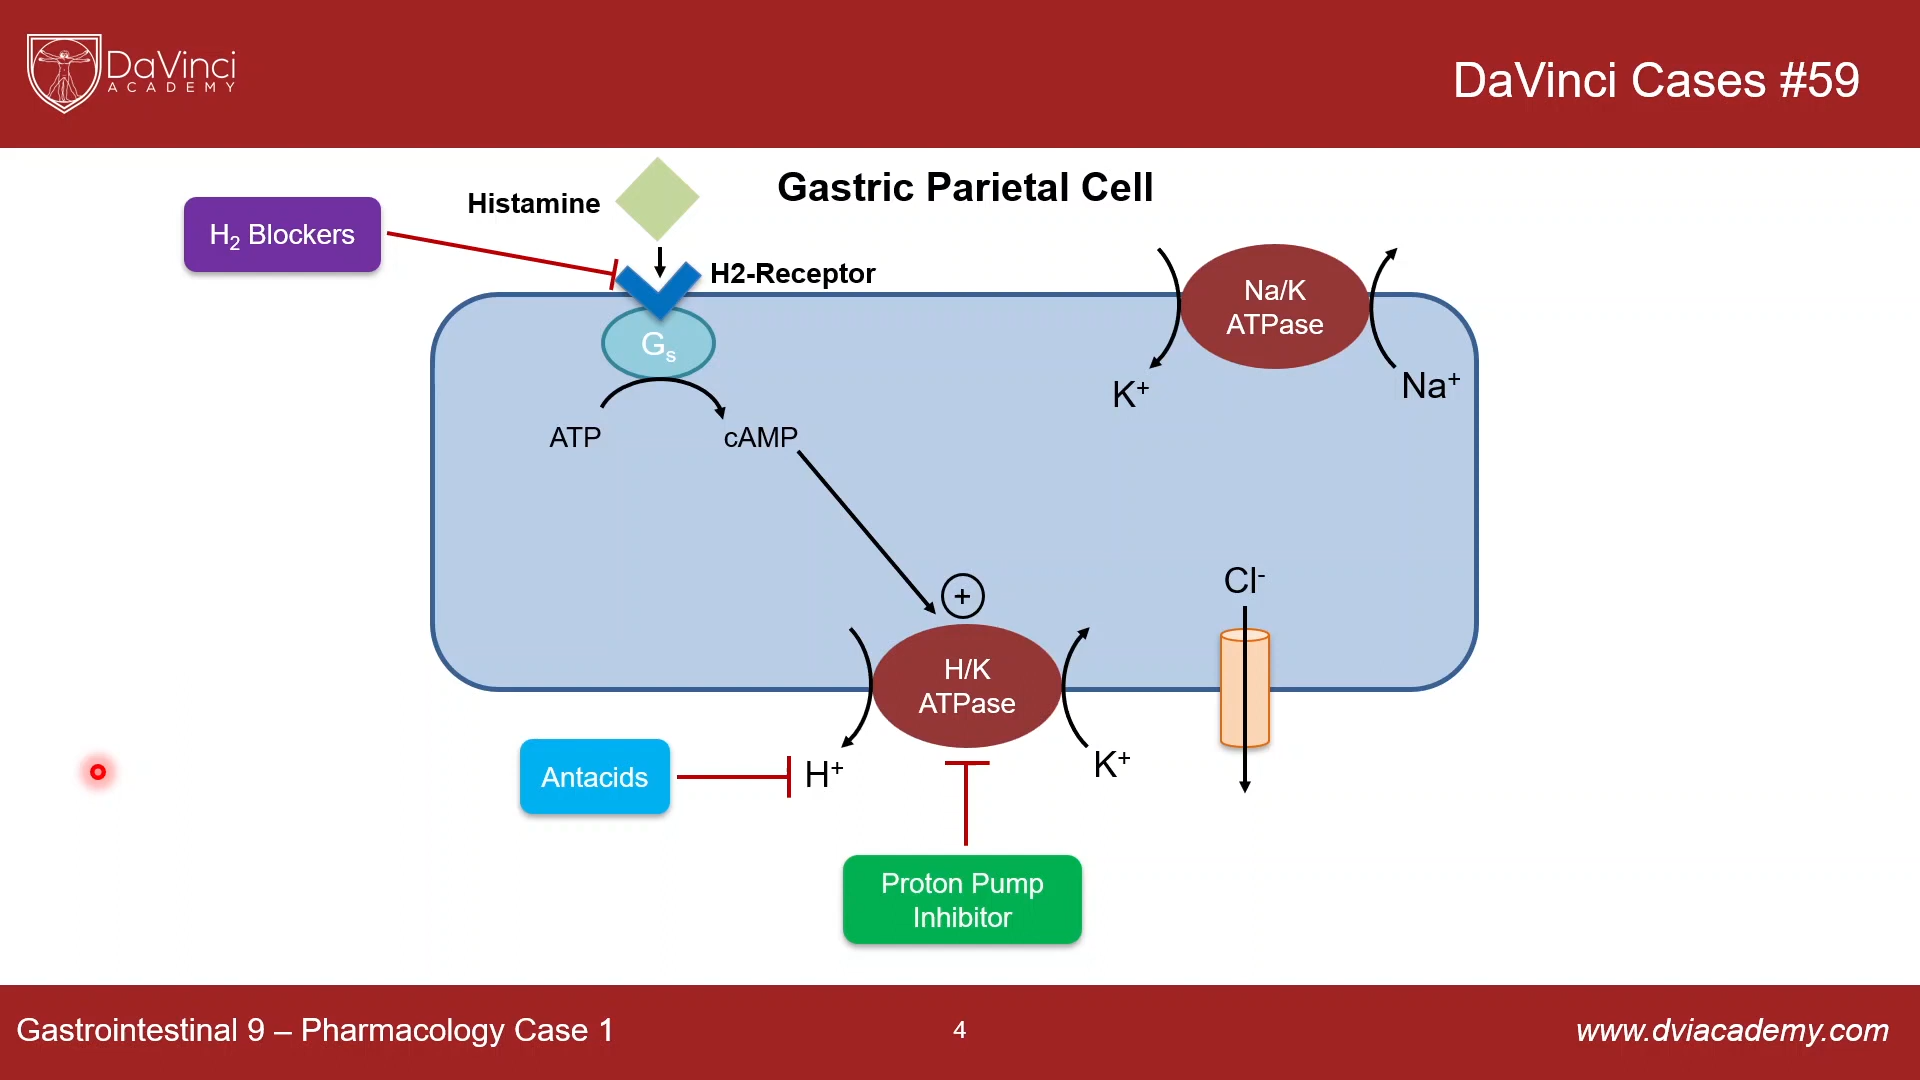 DaVinci
ACADEMY
DaVinci Cases #59
Gastric Parietal Cell
Histamine
H₂ Blockers
H2-Receptor
Gₛ
ATP
cAMP
Na/K
ATPase
K⁺
Na⁺
+
Cl⁻
H/K
ATPase
Antacids
H⁺
K⁺
Proton Pump
Inhibitor
Gastrointestinal 9 – Pharmacology Case 1
4
www.dviacademy.com